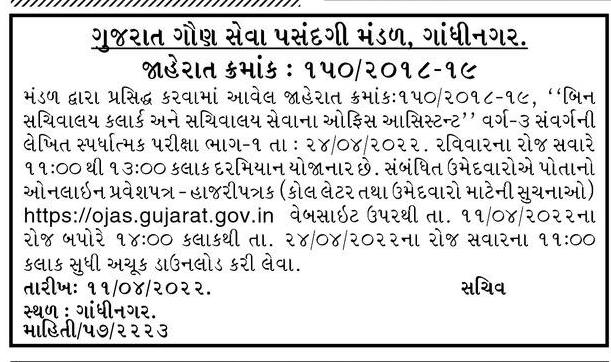 ગુજરાત ગૌણ સેવા પસંદગી મંડળ, ગાંધીનગર.
જાહેરાત ક્રમાંક : ૧૫૦/૨૦૧૮-૧૯
મંડળ દ્વારા પ્રસિદ્ધ કરવામાં આવેલ જાહેરાત ક્રમાંક:૧૫૦/૨૦૧૮-૧૯, ‘‘બિન
સચિવાલય કલાર્ક અને સચિવાલય સેવાના ઓફિસ આસિસ્ટન્ટ’’ વર્ગ-૩ સંવર્ગની
લેખિત સ્પર્ધાત્મક પરીક્ષા ભાગ-૧ તા : ૨૪/૦૪/૨૦૨૨. રવિવારના રોજ સવારે
૧૧:૦૦ થી ૧૩:૦૦ કલાક દરમિયાન યોજાનાર છે. સંબંધિત ઉમેદવારોએ પોતાનો
ઓનલાઇન પ્રવેશપત્ર - હાજરીપત્રક (કોલ લેટર તથા ઉમેદવારો માટેની સુચનાઓ)
https://ojas.gujarat.gov.in વેબસાઇટ ઉપરથી તા. ૧૧/૦૪/૨૦૨૨ના
રોજ બપોરે ૧૪:૦૦ કલાકથી તા. ૨૪/૦૪/૨૦૨૨ના રોજ સવારના ૧૧:૦૦
કલાક સુધી અચૂક ડાઉનલોડ કરી લેવા.
તારીખ: ૧૧/૦૪/૨૦૨૨. સચિવ
સ્થળ : ગાંધીનગર.
માહિતી/૫૭/૨૨૨૩